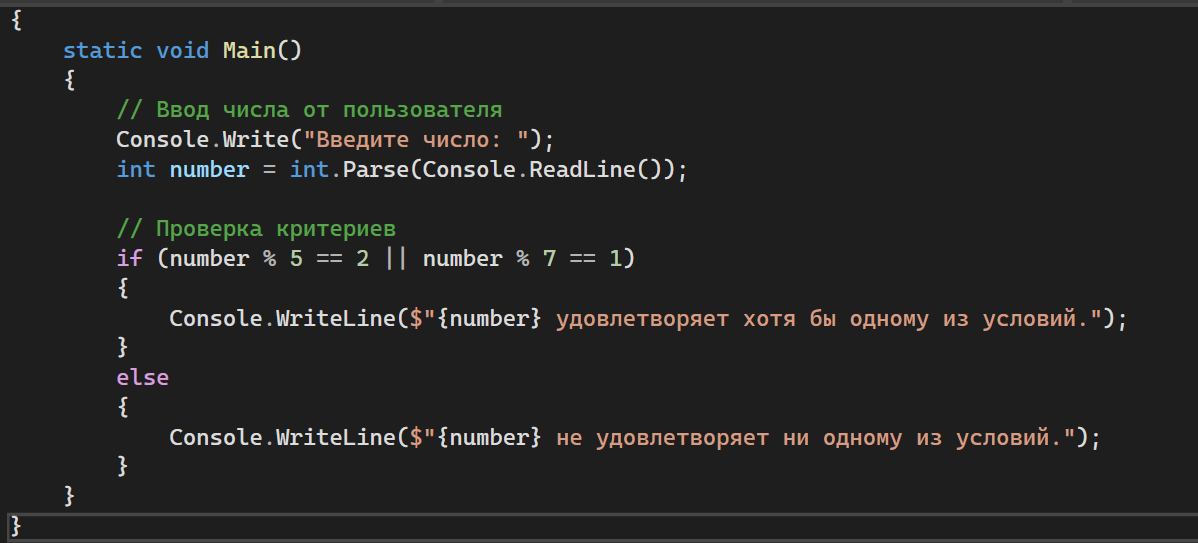 {
    static void Main()
    {
        // Ввод числа от пользователя
        Console.Write("Введите число: ");
        int number = int.Parse(Console.ReadLine());

        // Проверка критериев
        if (number % 5 == 2 || number % 7 == 1)
        {
            Console.WriteLine($"{number} удовлетворяет хотя бы одному из условий.");
        }
        else
        {
            Console.WriteLine($"{number} не удовлетворяет ни одному из условий.");
        }
    }
}